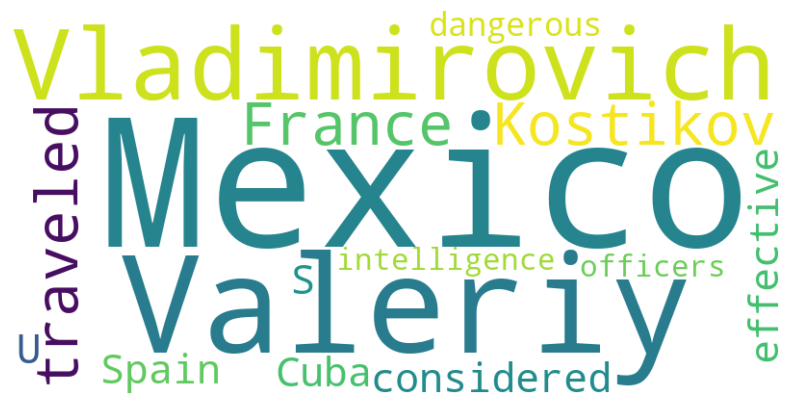 dangerous
Vladimirovich
France
Kostikov
traveled
Mexico
effective
intelligence
officers
S
Valeriy
U
Spain
Cuba
considered